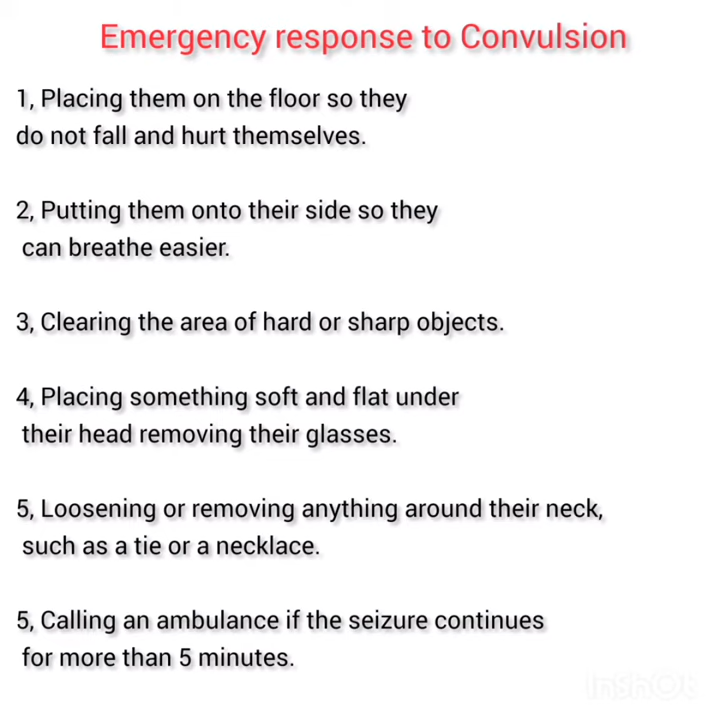 Emergency response to Convulsion
1, Placing them on the floor so they
do not fall and hurt themselves.
2, Putting them onto their side so they
can breathe easier.
3, Clearing the area of hard or sharp objects.
4, Placing something soft and flat under
their head removing their glasses.
5, Loosening or removing anything around their neck,
such as a tie or a necklace.
5, Calling an ambulance if the seizure continues
for more than 5 minutes.
InshOt